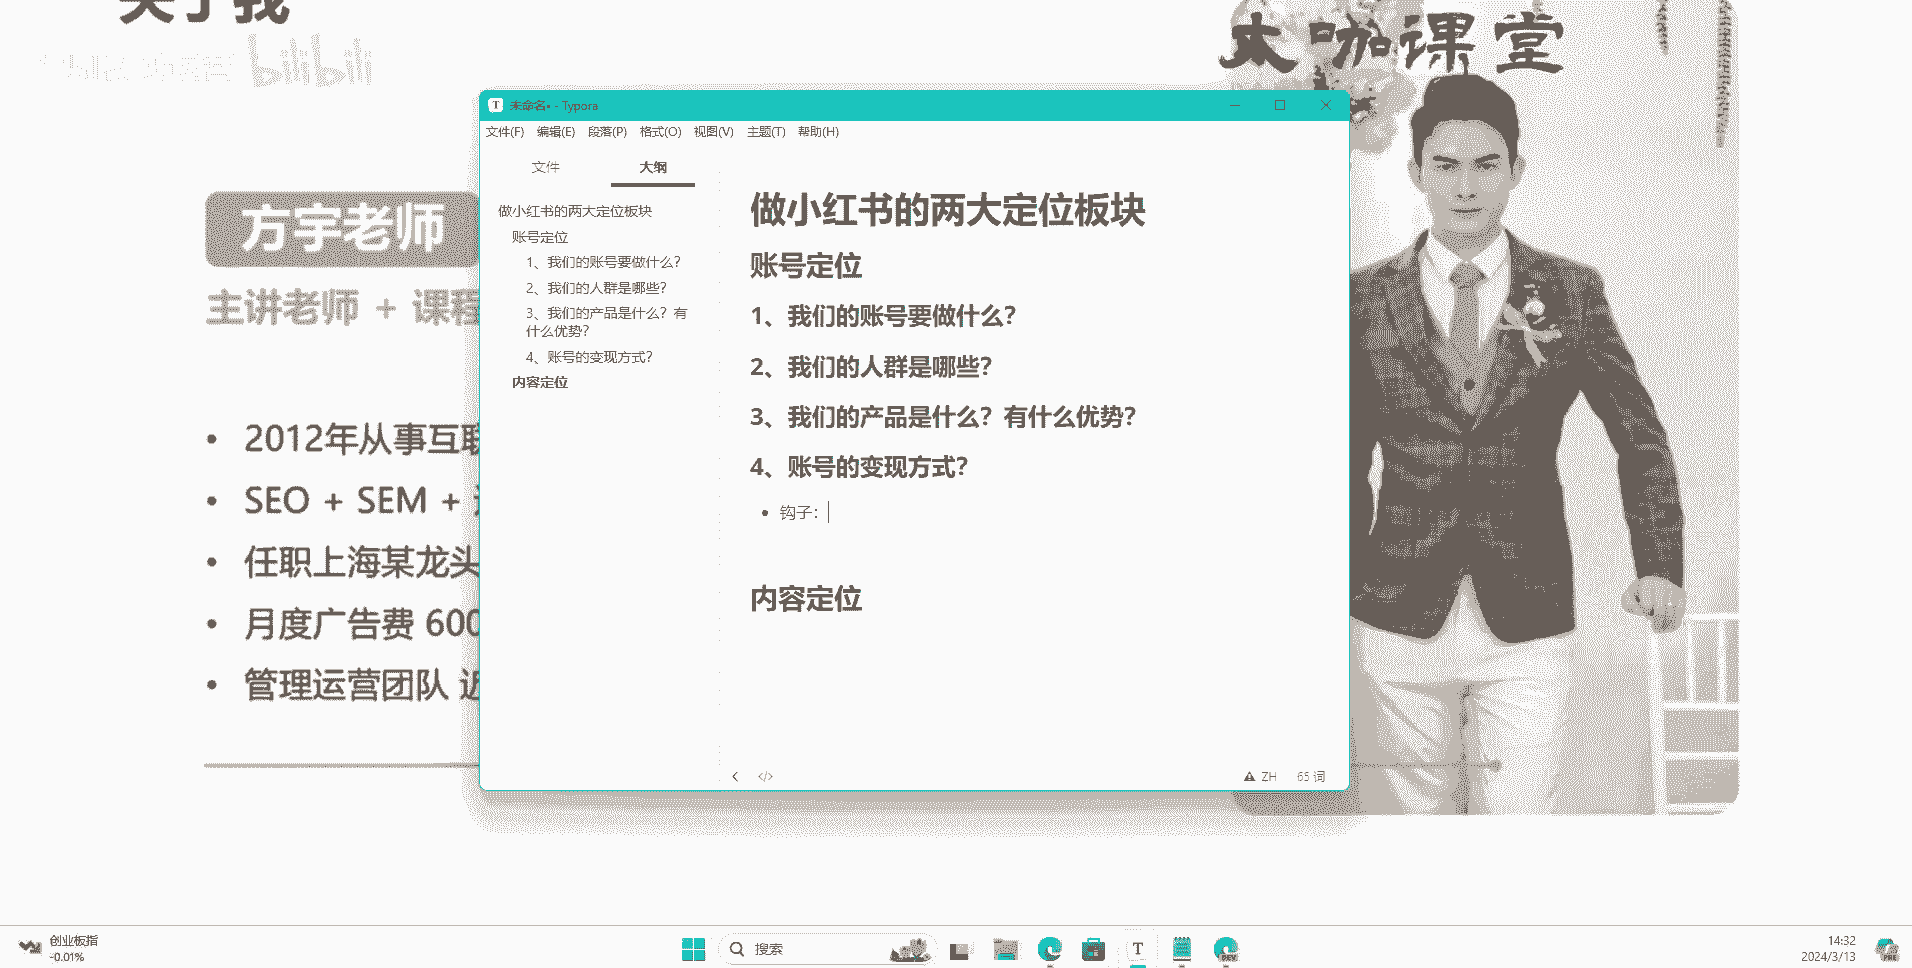 关于我
bilibili
大咖课堂
方宇老师
主讲老师 + 课程
2012年从事互联
SEO + SEM +
任职上海某龙头
月度广告费 600
管理运营团队 近
T 未命名• - Typora
文件(F) 编辑(E) 段落(P) 格式(O) 视图(V) 主题(T) 帮助(H)
文件 大纲
做小红书的两大定位板块
账号定位
1、我们的账号要做什么?
2、我们的人群是哪些?
3、我们的产品是什么？有
什么优势?
4、账号的变现方式?
内容定位
做小红书的两大定位板块
账号定位
1、我们的账号要做什么?
2、我们的人群是哪些?
3、我们的产品是什么？有什么优势?
4、账号的变现方式?
钩子：
内容定位
ZH 65 词
创业板指
-0.01%
搜索
T
DEV
14:32
2024/3/13
PRE